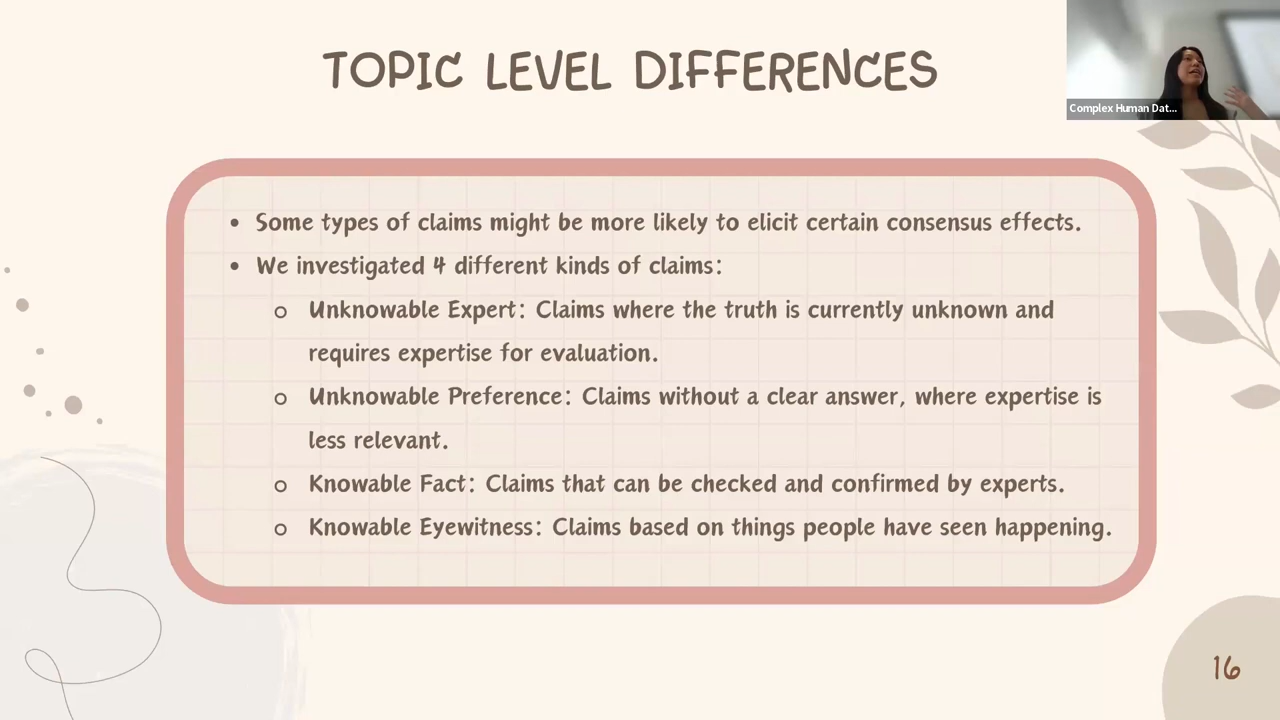 TOPIC LEVEL DIFFERENCES
Complex Human Dat...
• Some types of claims might be more likely to elicit certain consensus effects.
• We investigated 4 different kinds of claims:
o Unknowable Expert: Claims where the truth is currently unknown and
requires expertise for evaluation.
o Unknowable Preference: Claims without a clear answer, where expertise is
less relevant.
o Knowable Fact: Claims that can be checked and confirmed by experts.
o Knowable Eyewitness: Claims based on things people have seen happening.
16